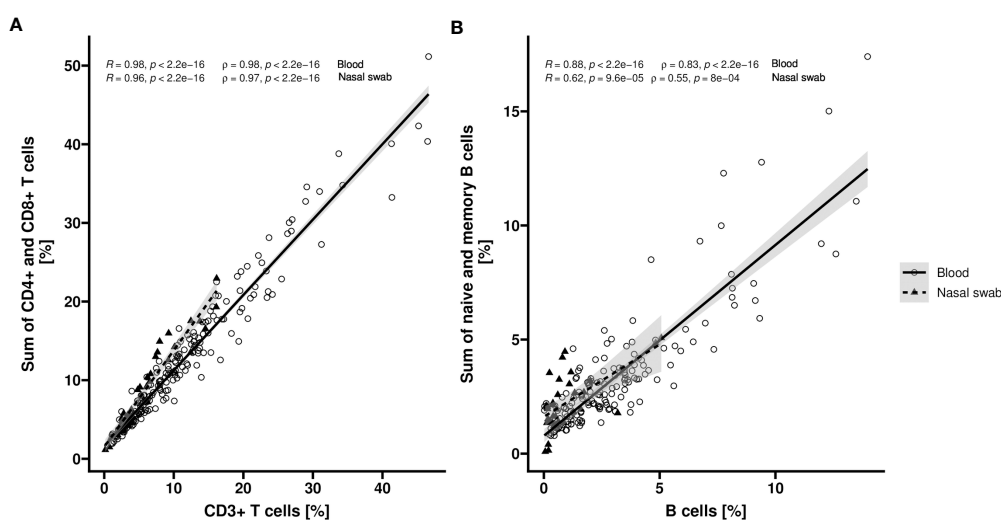 A
R = 0.98, p < 2.2e-16 ρ = 0.98, p < 2.2e-16 Blood
R = 0.96, p < 2.2e-16 ρ = 0.97, p < 2.2e-16 Nasal swab
Sum of CD4+ and CD8+ T cells
[%]
50
40
30
20
10
0
0 10 20 30 40
CD3+ T cells [%]
B
R = 0.88, p < 2.2e-16 ρ = 0.83, p < 2.2e-16 Blood
R = 0.62, p = 9.6e-05 ρ = 0.55, p = 8e-04 Nasal swab
Sum of naive and memory B cells
[%]
15
10
5
0
0 5 10
B cells [%]
Blood
Nasal swab